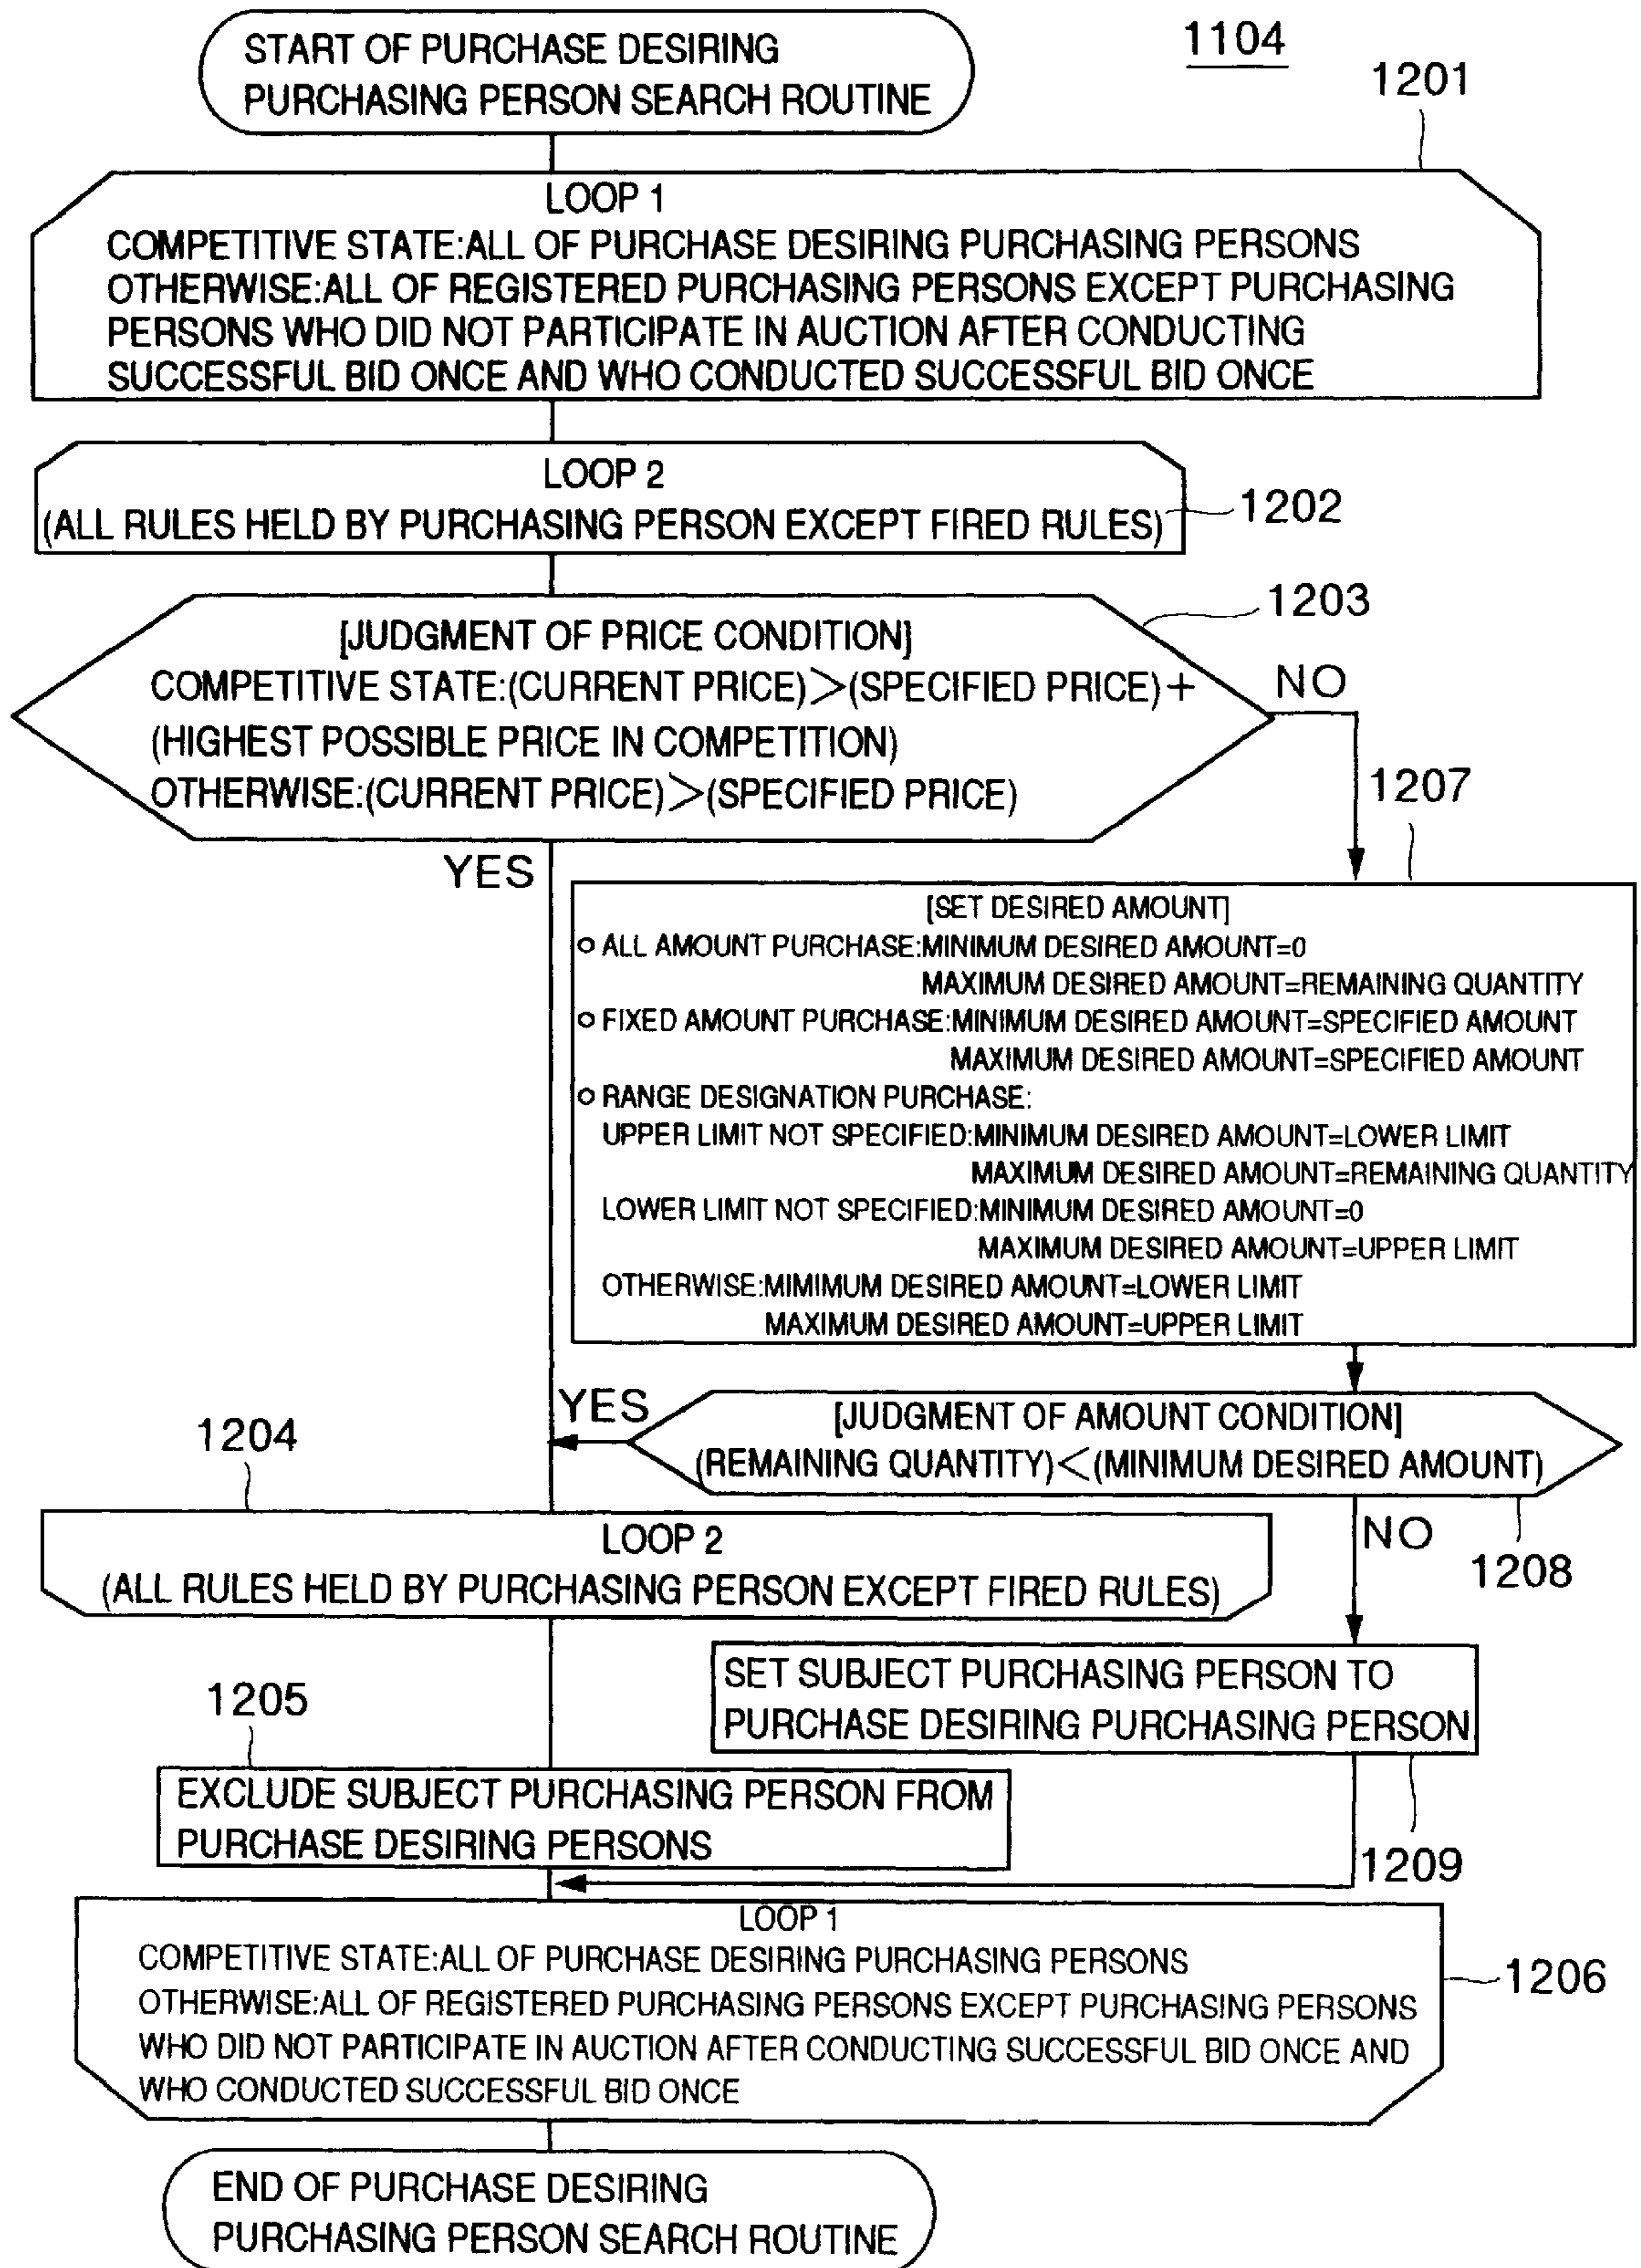 START OF PURCHASE DESIRING
PURCHASING PERSON SEARCH ROUTINE
1104
1201
LOOP 1
COMPETITIVE STATE:ALL OF PURCHASE DESIRING PURCHASING PERSONS
OTHERWISE:ALL OF REGISTERED PURCHASING PERSONS EXCEPT PURCHASING
PERSONS WHO DID NOT PARTICIPATE IN AUCTION AFTER CONDUCTING
SUCCESSFUL BID ONCE AND WHO CONDUCTED SUCCESSFUL BID ONCE
LOOP 2
(ALL RULES HELD BY PURCHASING PERSON EXCEPT FIRED RULES)
1202
1203
[JUDGMENT OF PRICE CONDITION]
COMPETITIVE STATE:(CURRENT PRICE)>(SPECIFIED PRICE)+
(HIGHEST POSSIBLE PRICE IN COMPETITION)
OTHERWISE:(CURRENT PRICE)>(SPECIFIED PRICE)
NO
YES
1207
[SET DESIRED AMOUNT]
○ ALL AMOUNT PURCHASE:MINIMUM DESIRED AMOUNT=0
MAXIMUM DESIRED AMOUNT=REMAINING QUANTITY
○ FIXED AMOUNT PURCHASE:MINIMUM DESIRED AMOUNT=SPECIFIED AMOUNT
MAXIMUM DESIRED AMOUNT=SPECIFIED AMOUNT
○ RANGE DESIGNATION PURCHASE:
UPPER LIMIT NOT SPECIFIED:MINIMUM DESIRED AMOUNT=LOWER LIMIT
MAXIMUM DESIRED AMOUNT=REMAINING QUANTITY
LOWER LIMIT NOT SPECIFIED:MINIMUM DESIRED AMOUNT=0
MAXIMUM DESIRED AMOUNT=UPPER LIMIT
OTHERWISE:MIMIMUM DESIRED AMOUNT=LOWER LIMIT
MAXIMUM DESIRED AMOUNT=UPPER LIMIT
YES
[JUDGMENT OF AMOUNT CONDITION]
(REMAINING QUANTITY)<(MINIMUM DESIRED AMOUNT)
NO
1208
1204
LOOP 2
(ALL RULES HELD BY PURCHASING PERSON EXCEPT FIRED RULES)
SET SUBJECT PURCHASING PERSON TO
PURCHASE DESIRING PURCHASING PERSON
1209
1205
EXCLUDE SUBJECT PURCHASING PERSON FROM
PURCHASE DESIRING PERSONS
LOOP 1
COMPETITIVE STATE:ALL OF PURCHASE DESIRING PURCHASING PERSONS
OTHERWISE:ALL OF REGISTERED PURCHASING PERSONS EXCEPT PURCHASING PERSONS
WHO DID NOT PARTICIPATE IN AUCTION AFTER CONDUCTING SUCCESSFUL BID ONCE AND
WHO CONDUCTED SUCCESSFUL BID ONCE
1206
END OF PURCHASE DESIRING
PURCHASING PERSON SEARCH ROUTINE